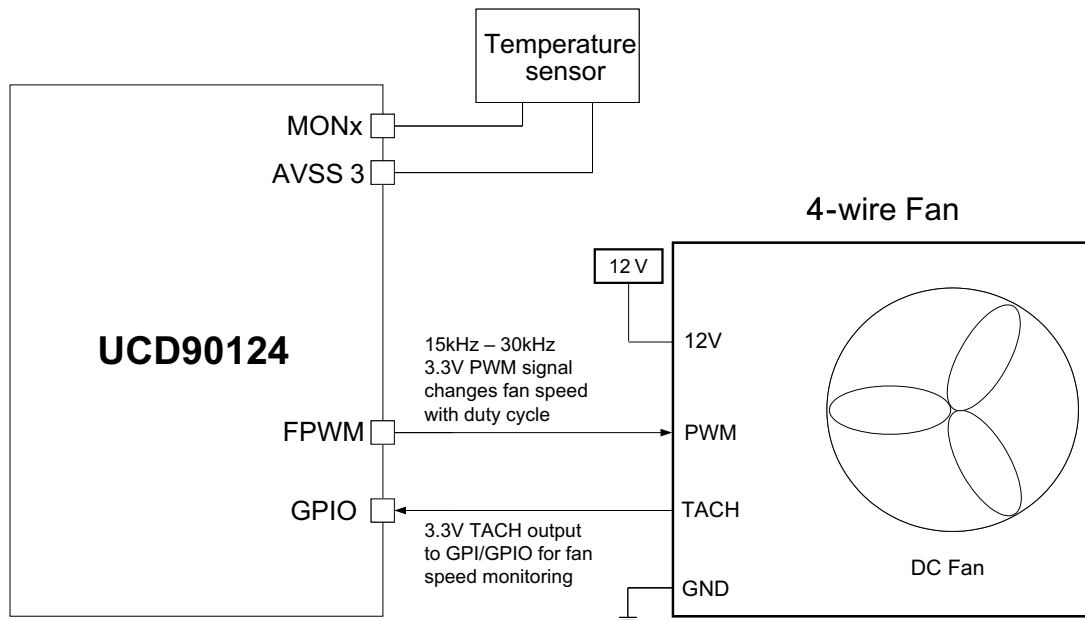 Temperature
sensor
MONx
AVSS 3
4-wire Fan
12 V
12V
UCD90124
15kHz – 30kHz
3.3V PWM signal
changes fan speed
with duty cycle
FPWM
PWM
GPIO
TACH
3.3V TACH output
to GPI/GPIO for fan
speed monitoring
DC Fan
GND